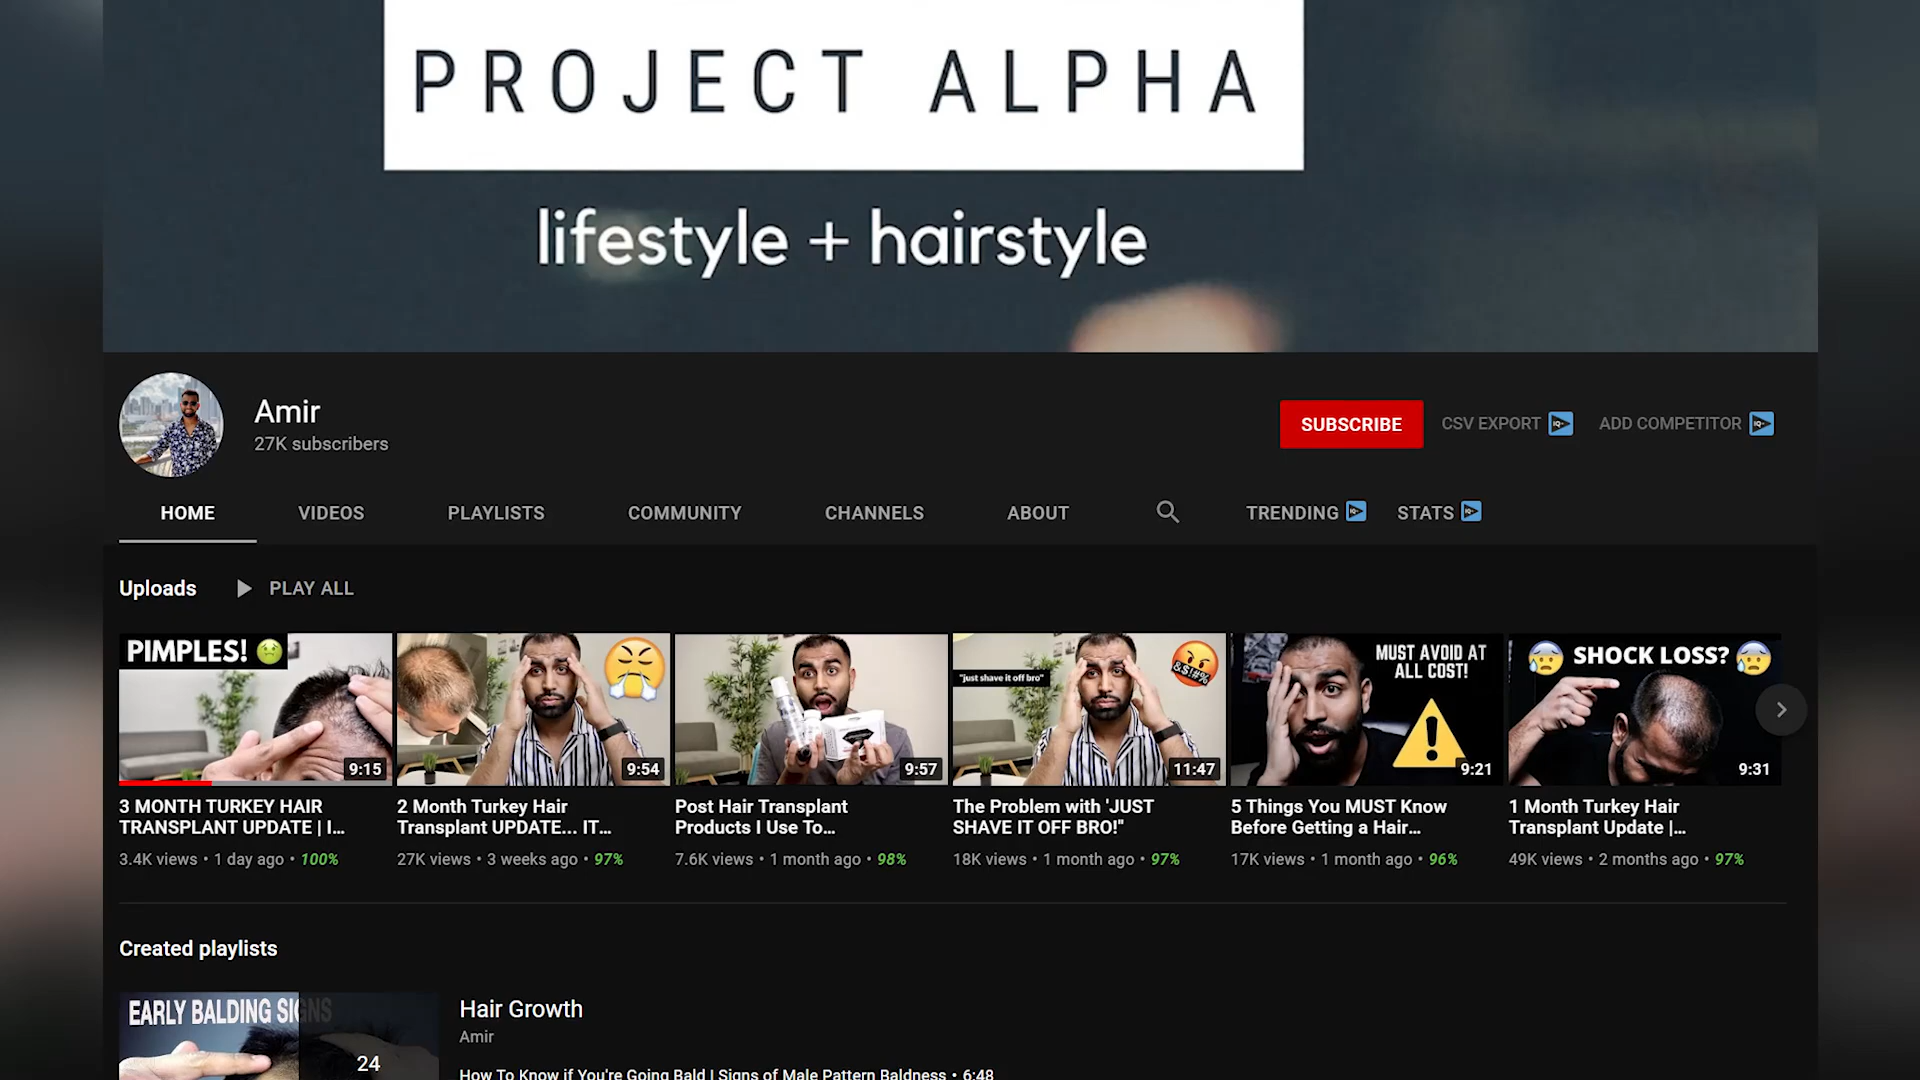 PROJECT ALPHA
lifestyle + hairstyle
Amir
27K subscribers
SUBSCRIBE
CSV EXPORT
ADD COMPETITOR
HOME
VIDEOS
PLAYLISTS
COMMUNITY
CHANNELS
ABOUT
TRENDING
STATS
Uploads
PLAY ALL
PIMPLES!
9:15
3 MONTH TURKEY HAIR
TRANSPLANT UPDATE | I...
3.4K views • 1 day ago • 100%
9:54
2 Month Turkey Hair
Transplant UPDATE... IT...
27K views • 3 weeks ago • 97%
9:57
Post Hair Transplant
Products I Use To...
7.6K views • 1 month ago • 98%
"just shave it off bro"
&$!#%
11:47
The Problem with 'JUST
SHAVE IT OFF BRO!"
18K views • 1 month ago • 97%
MUST AVOID AT
ALL COST!
9:21
5 Things You MUST Know
Before Getting a Hair...
17K views • 1 month ago • 96%
SHOCK LOSS?
9:31
1 Month Turkey Hair
Transplant Update |...
49K views • 2 months ago • 97%
Created playlists
EARLY BALDING SIGNS
24
Hair Growth
Amir
How To Know if You're Going Bald | Signs of Male Pattern Baldness • 6:48